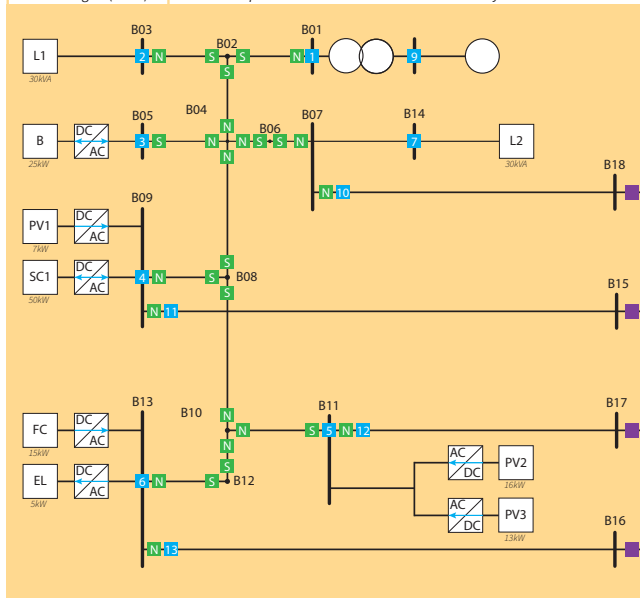 B03
B02
B01
L1
2 N S S N 1 9
30kVA
S
B05
B04
B07
B14
B06
N
B
DC
AC
3 S N N S S N 7
L2
25kW
N
30kVA
B18
N 10
B09
PV1
DC
AC
7kW
S
SC1
DC
AC
4 N S
B08
50kW
S
B15
N 11
B13
B10
B11
B17
N
FC
DC
AC
N S 5 N 12
15kW
N
AC
DC
PV2
16kW
S
EL
DC
AC
6 N S
B12
5kW
AC
DC
PV3
13kW
B16
N 13